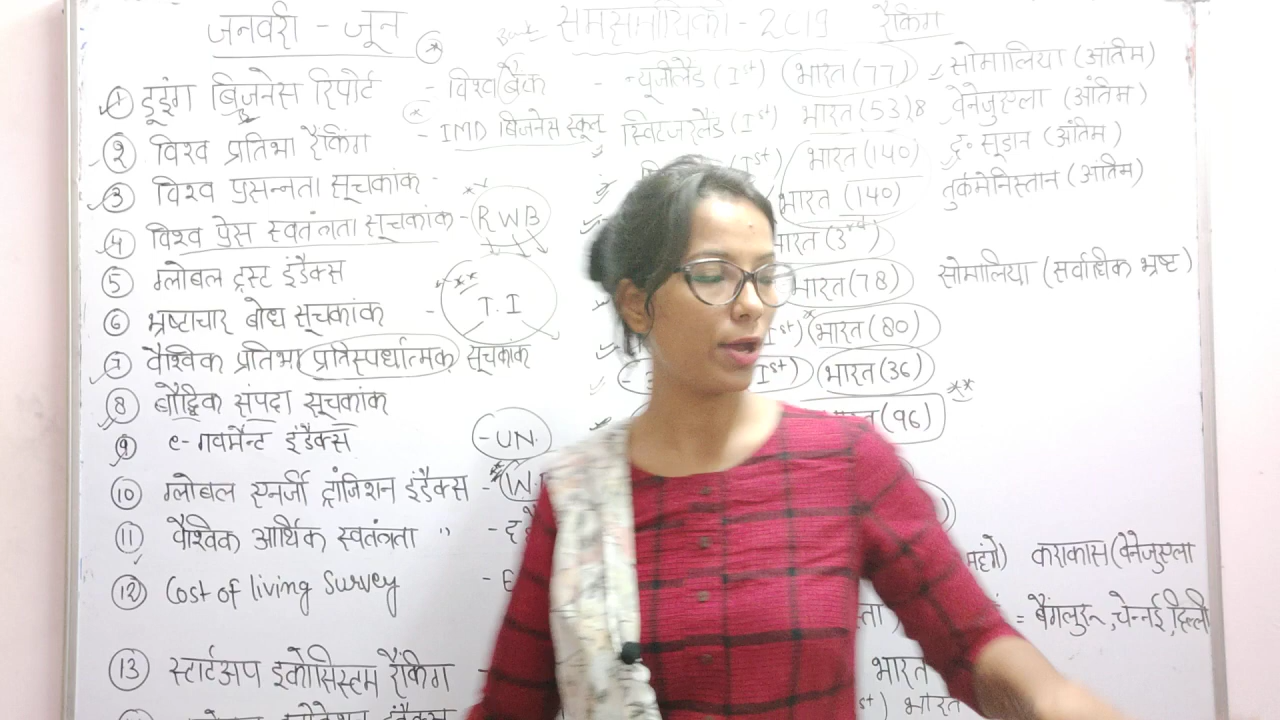 जनवरी - जून समसामयिकी - 2019 रैंकिंग
① डूइंग बिज़नेस रिपोर्ट - विश्व बैंक - न्यूजीलैंड (Ist) भारत (77) सोमालिया (अंतिम)
② विश्व प्रतिभा रैंकिंग - IMD बिजनेस स्कूल स्विटजरलैंड (Ist) भारत (53) वेनेजुएला (अंतिम)
③ विश्व प्रसन्नता सूचकांक - (Ist) भारत (140) द० सूडान (अंतिम)
④ विश्व प्रेस स्वतंत्रता सूचकांक - RWB भारत (140) तुर्कमेनिस्तान (अंतिम)
⑤ ग्लोबल ट्रस्ट इंडैक्स (3rd)
⑥ भ्रष्टाचार बोध सूचकांक - T.I भारत (78) सोमालिया (सर्वाधिक भ्रष्ट)
⑦ वैश्विक प्रतिभा प्रतिस्पर्धात्मक सूचकांक भारत (80)
⑧ बौद्विक संपदा सूचकांक Ist) भारत (36)
⑨ e-गवर्मेन्ट इंडैक्स - UN. (96)
⑩ ग्लोबल एनर्जी ट्रांजिशन इंडैक्स -
⑪ वैश्विक आर्थिक स्वतंत्रता " -
काराकास (वेनेजुएला
⑫ Cost of living Survey -
= बैंगलुरू, चेन्नई, दिल्ली
⑬ स्टार्टअप इकोसिस्टम रैंकिंग - भारत
भारत